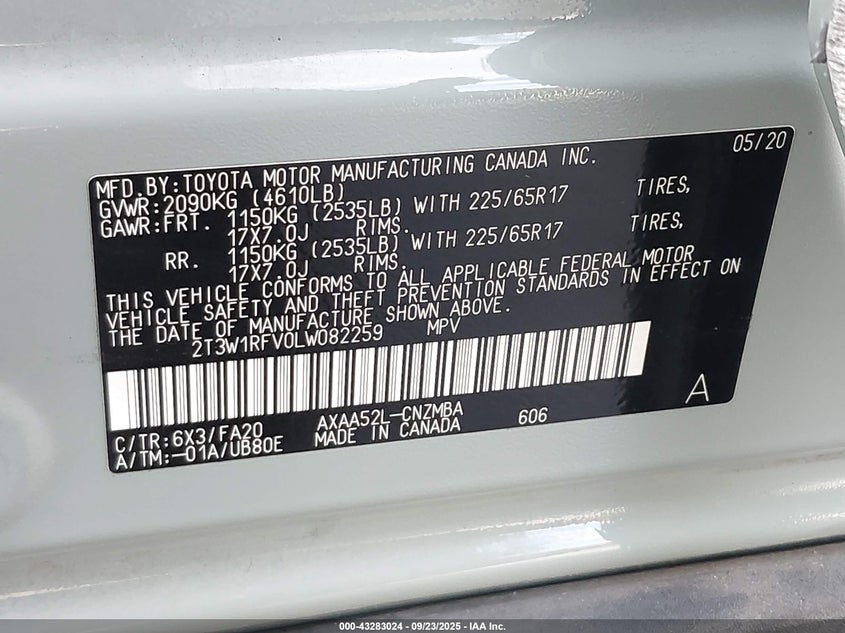 05/20
MFD.BY:TOYOTA MOTOR MANUFACTURING CANADA INC.
GVWR:2090KG (4610LB)
GAWR:FRT. 1150KG (2535LB) WITH 225/65R17 TIRES,
17X7.0J RIMS.
RR. 1150KG (2535LB) WITH 225/65R17 TIRES,
17X7.0J RIMS.
THIS VEHICLE CONFORMS TO ALL APPLICABLE FEDERAL MOTOR
VEHICLE SAFETY AND THEFT PREVENTION STANDARDS IN EFFECT ON
THE DATE OF MANUFACTURE SHOWN ABOVE.
2T3W1RFV0LW082259 MPV
A
C/TR:6X3/FA20 AXAA52L-CNZMBA 606
A/TM:-01A/UB80E MADE IN CANADA
000-43283024 - 09/23/2025 - IAA Inc.